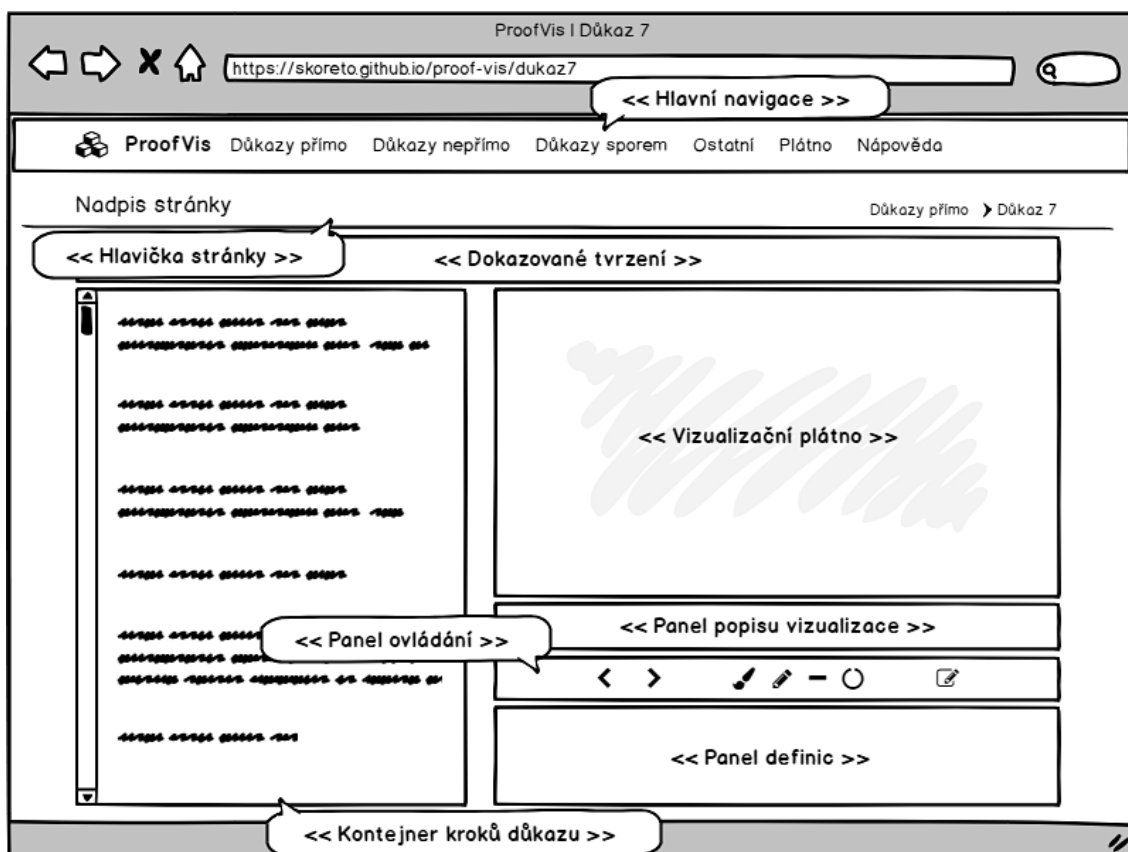 ProofVis | Důkaz 7
https://skoreto.github.io/proof-vis/dukaz7
<< Hlavní navigace >>
ProofVis Důkazy přímo Důkazy nepřímo Důkazy sporem Ostatní Plátno Nápověda
Nadpis stránky
Důkazy přímo Důkaz 7
<< Hlavička stránky >>
<< Dokazované tvrzení >>
<< Vizualizační plátno >>
<< Panel popisu vizualizace >>
<< Panel ovládání >>
<< Panel definic >>
<< Kontejner kroků důkazu >>